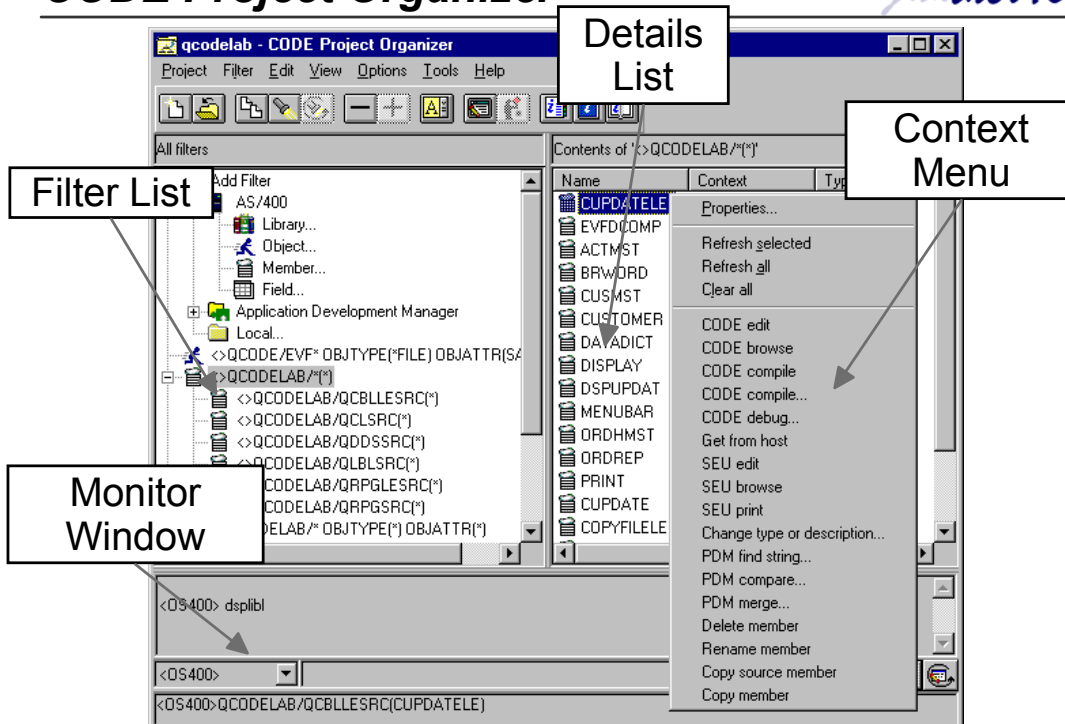 CODE Project Organizer
Details
List
Context
Menu
Filter List
Monitor
Window
qcodelab - CODE Project Organizer
Project Filter Edit View Options Tools Help
All filters
Contents of '<>QCODELAB/*(*)'
Add Filter
AS/400
Library...
Object...
Member...
Field...
Application Development Manager
Local...
<>QCODE/EVF* OBJTYPE(*FILE) OBJATTR(SA
<>QCODELAB/*(*)
<>QCODELAB/QCBLLESRC(*)
<>QCODELAB/QCLSRC(*)
<>QCODELAB/QDDSSRC(*)
<>QCODELAB/QLBLSRC(*)
CODELAB/QRPGLESRC(*)
CODELAB/QRPGSRC(*)
DELAB/* OBJTYPE(*) OBJATTR(*)
Name Context Typ
CUPDATELE
EVFDCOMP
ACTMST
BRWORD
CUSMST
CUSTOMER
DATADICT
DISPLAY
DSPUPDAT
MENUBAR
ORDHMST
ORDREP
PRINT
CUPDATE
COPYFILELE
Properties...
Refresh selected
Refresh all
Clear all
CODE edit
CODE browse
CODE compile
CODE compile...
CODE debug...
Get from host
SEU edit
SEU browse
SEU print
Change type or description...
PDM find string...
PDM compare...
PDM merge...
Delete member
Rename member
Copy source member
Copy member
<OS400> dsplibl
<OS400>
<OS400>QCODELAB/QCBLLESRC(CUPDATELE)